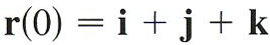 r(0) = i + j + k